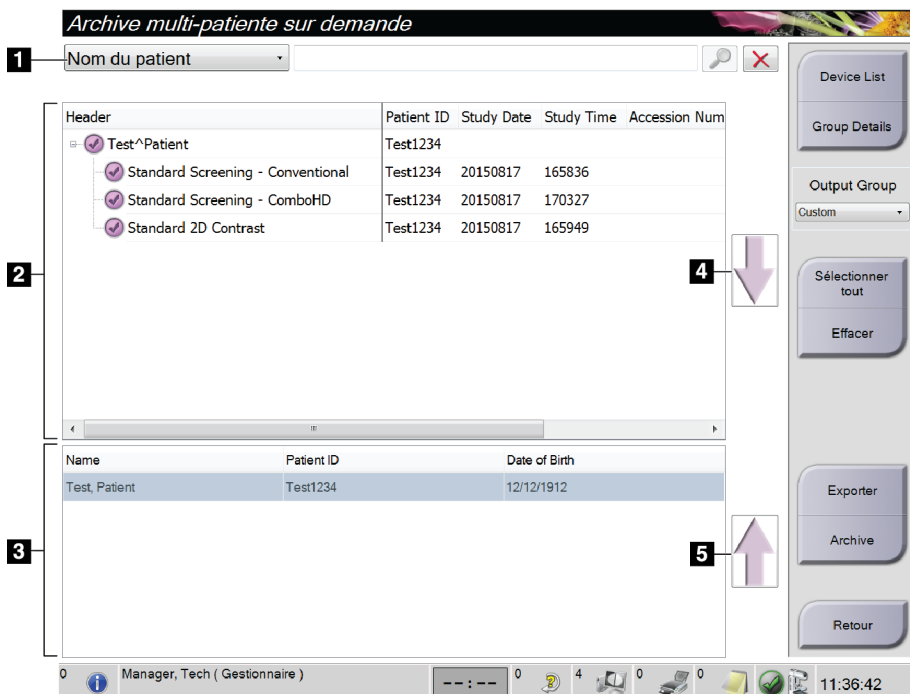 Archive multi-patiente sur demande
1
Nom du patient
Device List
Group Details
Output Group
Custom
Sélectionner
tout
Effacer
Exporter
Archive
Retour
2
Header Patient ID Study Date Study Time Accession Num
Test^Patient Test1234
Standard Screening - Conventional Test1234 20150817 165836
Standard Screening - ComboHD Test1234 20150817 170327
Standard 2D Contrast Test1234 20150817 165949
4
3
Name Patient ID Date of Birth
Test, Patient Test1234 12/12/1912
5
0 Manager, Tech ( Gestionnaire ) --:-- 0 4 0 0 11:36:42